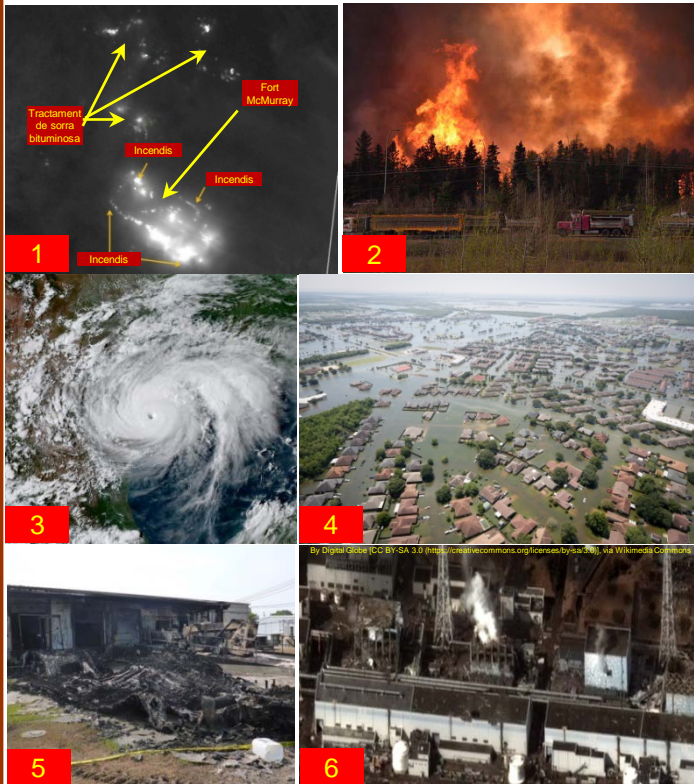 Fort
McMurray
Tractament
de sorra
bituminosa
Incendis
Incendis
Incendis
1
2
3
4
By Digital Globe [CC BY-SA 3.0 (https://creativecommons.org/licenses/by-sa/3.0)], via Wikimedia Commons
5
6